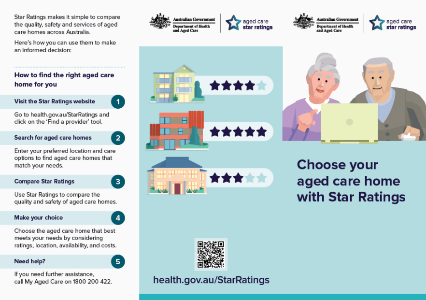 Star Ratings makes it simple to compare
the quality, safety and services of aged
care homes across Australia.
Here's how you can use them to make
an informed decision:
How to find the right aged care
home for you
Visit the Star Ratings website 1
Go to health.gov.au/StarRatings and
click on the 'Find a provider' tool.
Search for aged care homes 2
Enter your preferred location and care
options to find aged care homes that
match your needs.
Compare Star Ratings 3
Use Star Ratings to compare the
quality and safety of aged care homes.
Make your choice 4
Choose the aged care home that best
meets your needs by considering
ratings, location, availability, and costs.
Need help? 5
If you need further assistance,
call My Aged Care on 1800 200 422.
Australian Government
Department of Health
and Aged Care
aged care
star ratings
health.gov.au/StarRatings
Australian Government
Department of Health
and Aged Care
aged care
star ratings
Choose your
aged care home
with Star Ratings